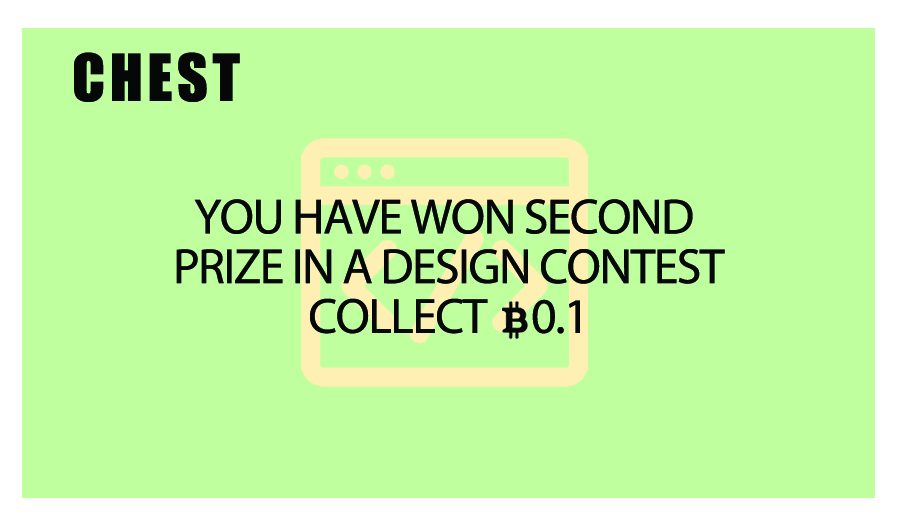 CHEST
YOU HAVE WON SECOND
PRIZE IN A DESIGN CONTEST
COLLECT ₿0.1